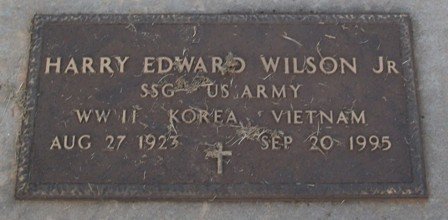 HARRY EDWARD WILSON JR
SSG US ARMY
WW II KOREA VIETNAM
AUG 27 1923 SEP 20 1995